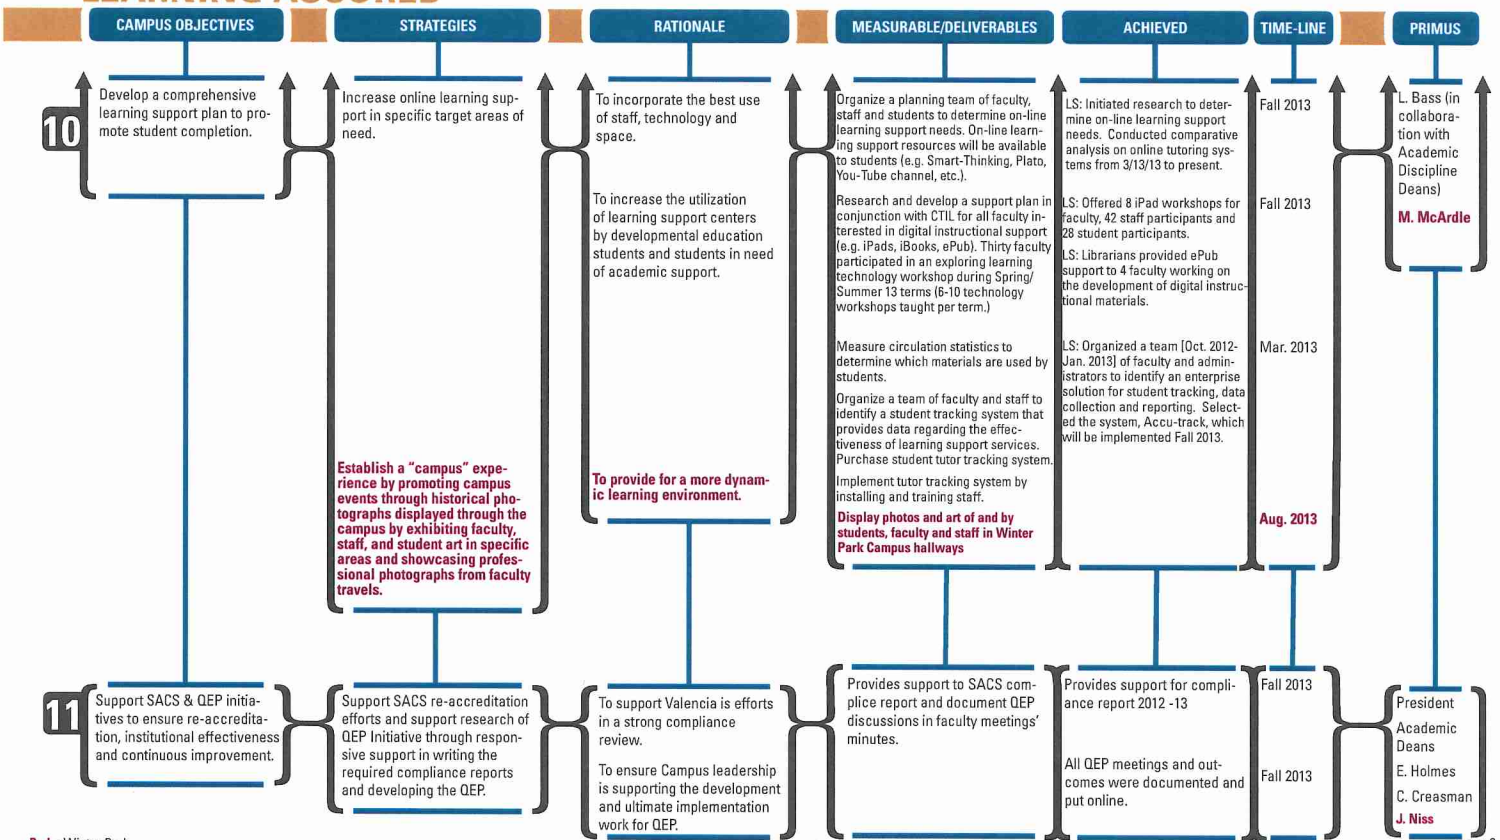 LEARNING ASSURED
CAMPUS OBJECTIVES
STRATEGIES
RATIONALE
MEASURABLE/DELIVERABLES
ACHIEVED
TIME-LINE
PRIMUS
10
Develop a comprehensive
learning support plan to pro-
mote student completion.
Increase online learning sup-
port in specific target areas of
need.
Establish a “campus” expe-
rience by promoting campus
events through historical pho-
tographs displayed through the
campus by exhibiting faculty,
staff, and student art in specific
areas and showcasing profes-
sional photographs from faculty
travels.
To incorporate the best use
of staff, technology and
space.
To increase the utilization
of learning support centers
by developmental education
students and students in need
of academic support.
To provide for a more dynam-
ic learning environment.
Organize a planning team of faculty,
staff and students to determine on-line
learning support needs. On-line learn-
ing support resources will be available
to students (e.g. Smart-Thinking, Plato,
You-Tube channel, etc.).
Research and develop a support plan in
conjunction with CTIL for all faculty in-
terested in digital instructional support
(e.g. iPads, iBooks, ePub). Thirty faculty
participated in an exploring learning
technology workshop during Spring/
Summer 13 terms (6-10 technology
workshops taught per term.)
Measure circulation statistics to
determine which materials are used by
students.
Organize a team of faculty and staff to
identify a student tracking system that
provides data regarding the effec-
tiveness of learning support services.
Purchase student tutor tracking system.
Implement tutor tracking system by
installing and training staff.
Display photos and art of and by
students, faculty and staff in Winter
Park Campus hallways
LS: Initiated research to deter-
mine on-line learning support
needs. Conducted comparative
analysis on online tutoring sys-
tems from 3/13/13 to present.
LS: Offered 8 iPad workshops for
faculty, 42 staff participants and
28 student participants.
LS: Librarians provided ePub
support to 4 faculty working on
the development of digital instruc-
tional materials.
LS: Organized a team [Oct. 2012-
Jan. 2013] of faculty and admin-
istrators to identify an enterprise
solution for student tracking, data
collection and reporting. Select-
ed the system, Accu-track, which
will be implemented Fall 2013.
Fall 2013
Fall 2013
Mar. 2013
Aug. 2013
L. Bass (in
collabora-
tion with
Academic
Discipline
Deans)
M. McArdle
11
Support SACS & QEP initia-
tives to ensure re-accredita-
tion, institutional effectiveness
and continuous improvement.
Support SACS re-accreditation
efforts and support research of
QEP Initiative through respon-
sive support in writing the
required compliance reports
and developing the QEP.
To support Valencia is efforts
in a strong compliance
review.
To ensure Campus leadership
is supporting the development
and ultimate implementation
work for QEP.
Provides support to SACS com-
plice report and document QEP
discussions in faculty meetings’
minutes.
Provides support for compli-
ance report 2012 -13
All QEP meetings and out-
comes were documented and
put online.
Fall 2013
Fall 2013
President
Academic
Deans
E. Holmes
C. Creasman
J. Niss